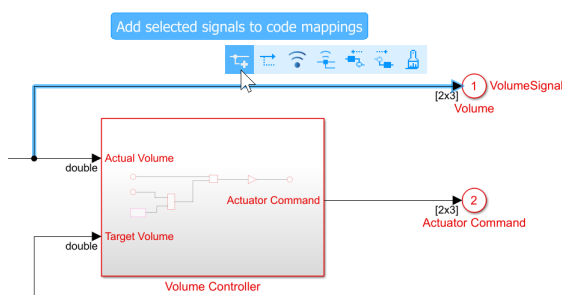 Add selected signals to code mappings
1 VolumeSignal
[2x3]
Volume
Actual Volume
double
Actuator Command
2
[2x3]
Actuator Command
Target Volume
double
Volume Controller